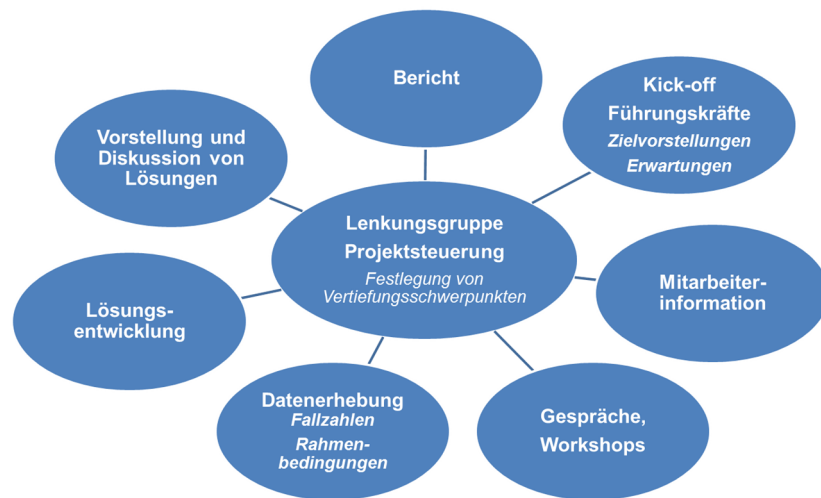 Bericht
Kick-off
Führungskräfte
Zielvorstellungen
Erwartungen
Vorstellung und
Diskussion von
Lösungen
Lenkungsgruppe
Projektsteuerung
Festlegung von
Vertiefungsschwerpunkten
Mitarbeiter-
information
Lösungs-
entwicklung
Datenerhebung
Fallzahlen
Rahmen-
bedingungen
Gespräche,
Workshops